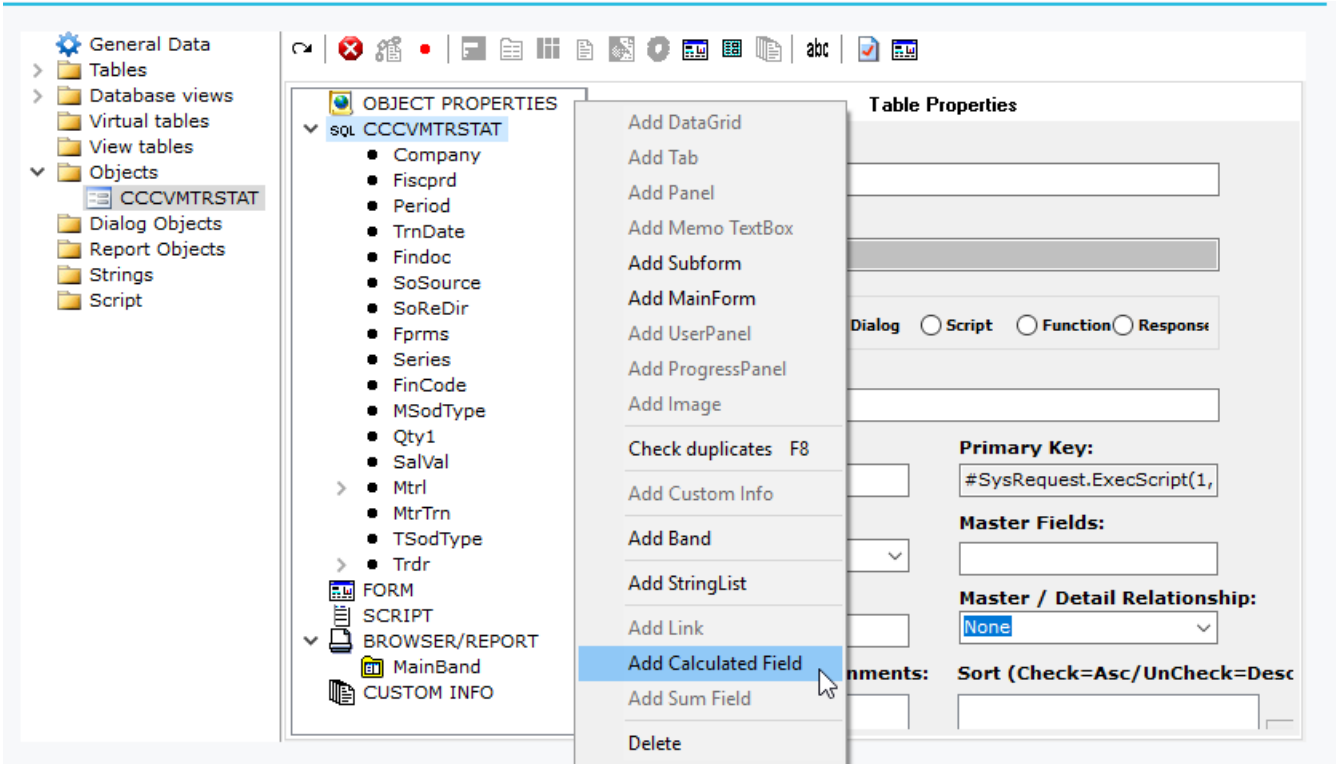 General Data
Tables
Database views
Virtual tables
View tables
Objects
CCCVMTRSTAT
Dialog Objects
Report Objects
Strings
Script
abc
OBJECT PROPERTIES
SQL CCCVMTRSTAT
Company
Fiscprd
Period
TrnDate
Findoc
SoSource
SoReDir
Fprms
Series
FinCode
MSodType
Qty1
SalVal
Mtrl
MtrTrn
TSodType
Trdr
FORM
SCRIPT
BROWSER/REPORT
MainBand
CUSTOM INFO
Add DataGrid
Add Tab
Add Panel
Add Memo TextBox
Add Subform
Add MainForm
Add UserPanel
Add ProgressPanel
Add Image
Check duplicates F8
Add Custom Info
Add Band
Add StringList
Add Link
Add Calculated Field
Add Sum Field
Delete
Table Properties
Dialog Script Function Response
Primary Key:
#SysRequest.ExecScript(1,
Master Fields:
Master / Detail Relationship:
None
nments: Sort (Check=Asc/UnCheck=Desc